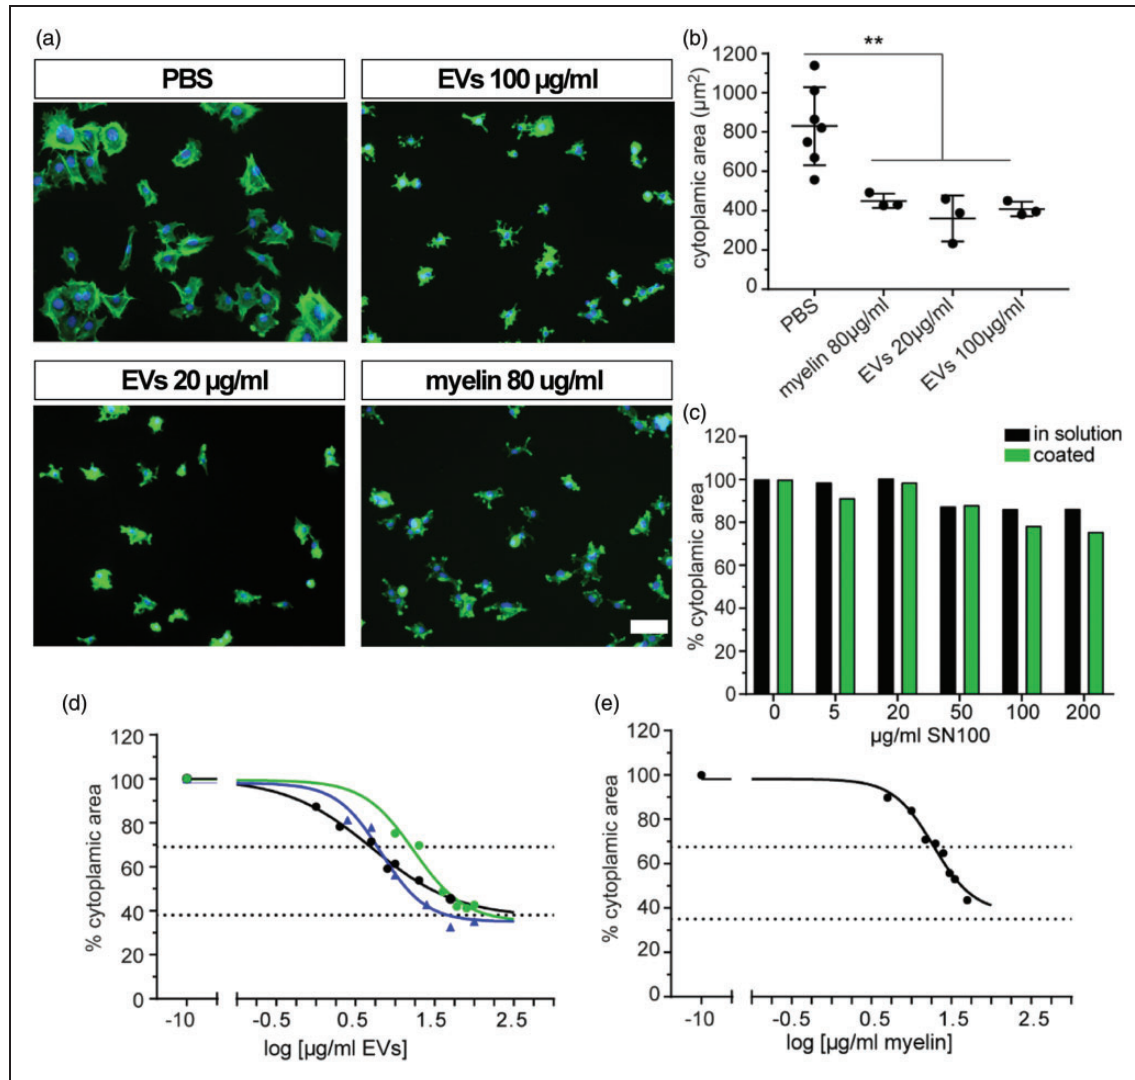 (a)
PBS
EVs 100 µg/ml
EVs 20 µg/ml
myelin 80 ug/ml
(b)
**
1200
1000
800
600
400
200
0
cytoplamic area (µm²)
PBS
myelin 80µg/ml
EVs 20µg/ml
EVs 100µg/ml
(c)
in solution
coated
120
100
80
60
40
20
0
% cytoplamic area
0 5 20 50 100 200
µg/ml SN100
(d)
120
100
80
60
40
20
0
% cytoplamic area
-10 -0.5 0.5 1.5 2.5
log [µg/ml EVs]
(e)
120
100
80
60
40
20
0
% cytoplamic area
-10 -0.5 0.5 1.5 2.5
log [µg/ml myelin]